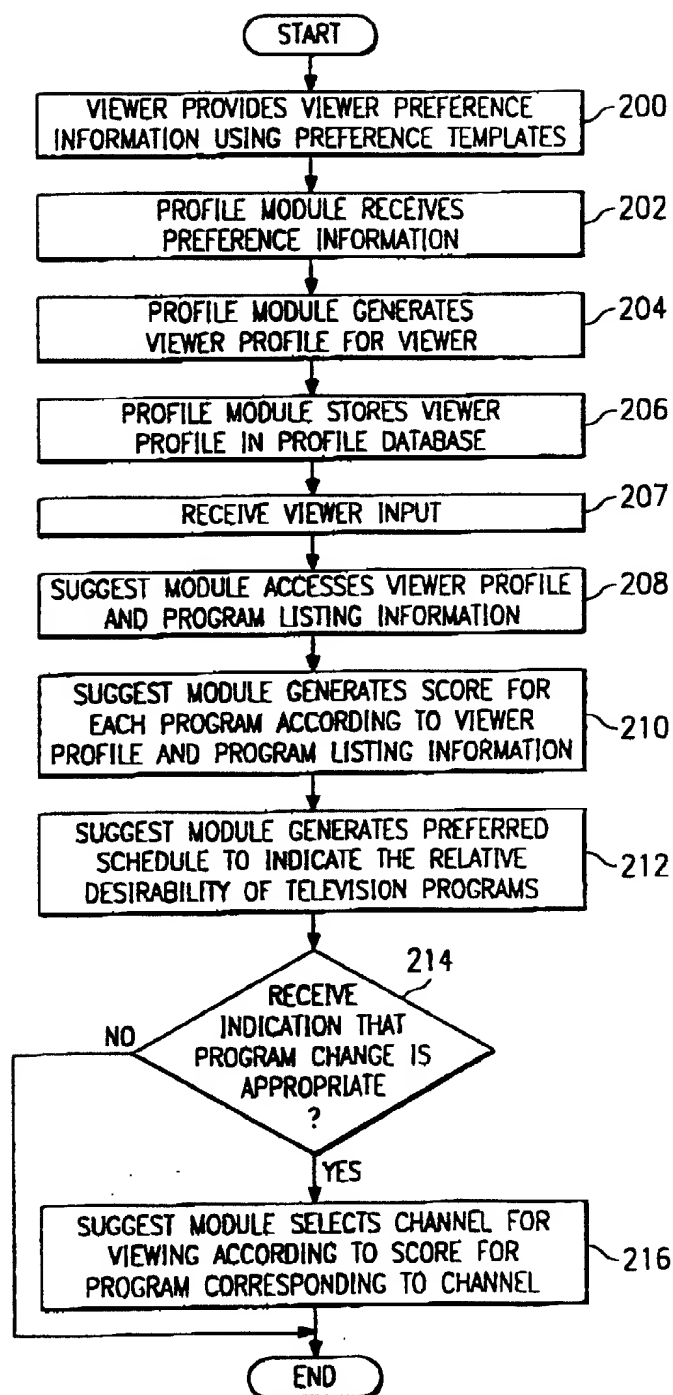 START
VIEWER PROVIDES VIEWER PREFERENCE
INFORMATION USING PREFERENCE TEMPLATES
200
PROFILE MODULE RECEIVES
PREFERENCE INFORMATION
202
PROFILE MODULE GENERATES
VIEWER PROFILE FOR VIEWER
204
PROFILE MODULE STORES VIEWER
PROFILE IN PROFILE DATABASE
206
RECEIVE VIEWER INPUT
207
SUGGEST MODULE ACCESSES VIEWER PROFILE
AND PROGRAM LISTING INFORMATION
208
SUGGEST MODULE GENERATES SCORE FOR
EACH PROGRAM ACCORDING TO VIEWER
PROFILE AND PROGRAM LISTING INFORMATION
210
SUGGEST MODULE GENERATES PREFERRED
SCHEDULE TO INDICATE THE RELATIVE
DESIRABILITY OF TELEVISION PROGRAMS
212
214
RECEIVE
INDICATION THAT
PROGRAM CHANGE IS
APPROPRIATE
?
NO
YES
SUGGEST MODULE SELECTS CHANNEL FOR
VIEWING ACCORDING TO SCORE FOR
PROGRAM CORRESPONDING TO CHANNEL
216
END